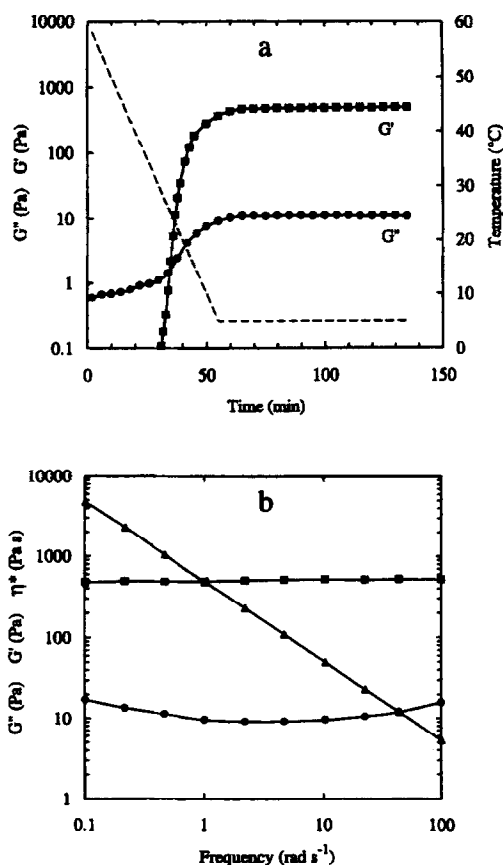 a
10000
1000
100
10
1
0.1
G" (Pa) G' (Pa)
60
50
40
30
20
10
0
Temperature (°C)
G'
G"
0 50 100 150
Time (min)
b
10000
1000
100
10
1
G" (Pa) G' (Pa) η* (Pa s)
0.1 1 10 100
Frequency (rad s⁻¹)